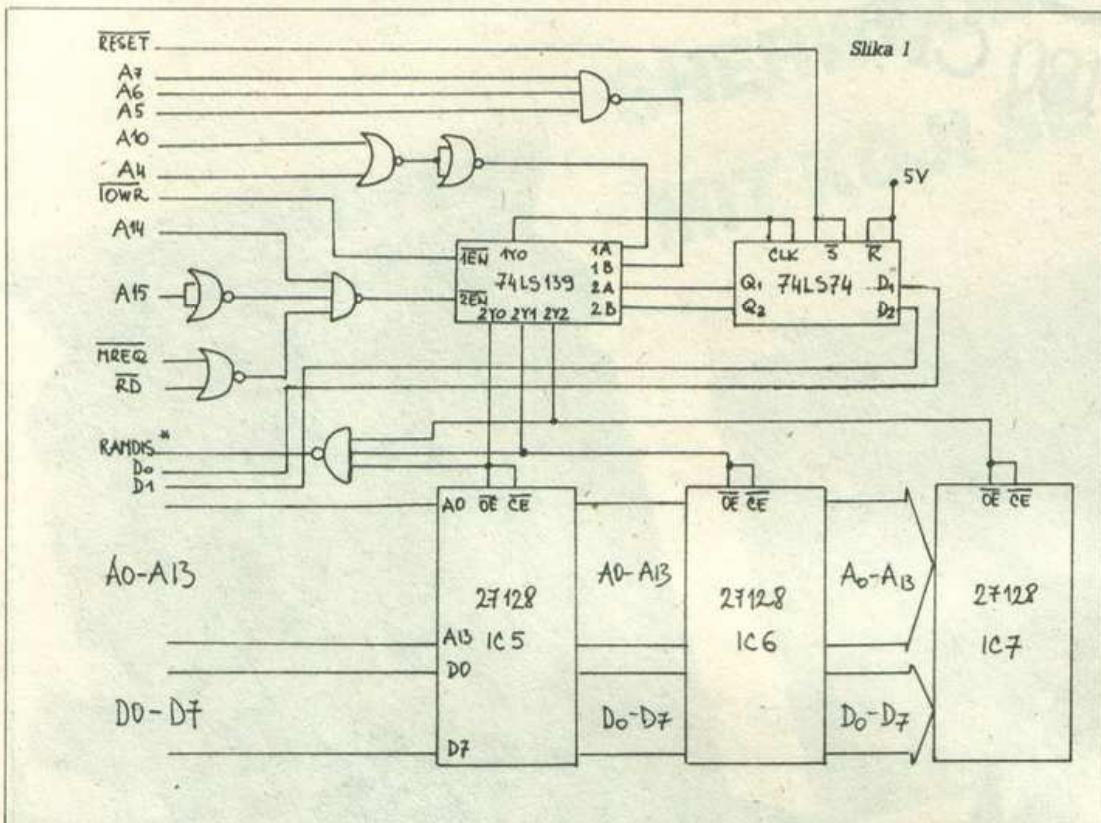 RESET
Slika 1
A7
A6
A5
A10
A4
IOWR
A14
A15
MREQ
RD
RAMDIS*
D0
D1
5V
1EN 1Y0 1A
74LS139 1B
2EN 2A
2Y0 2Y1 2Y2 2B
CLK S R
Q1 74LS74 D1
Q2 D2
A0 OE CE
OE CE
OE CE
A0-A13
A0-A13
A0-A13
27128
IC5
27128
IC6
27128
IC7
A13
D0
D0-D7
D0-D7
D0-D7
D7